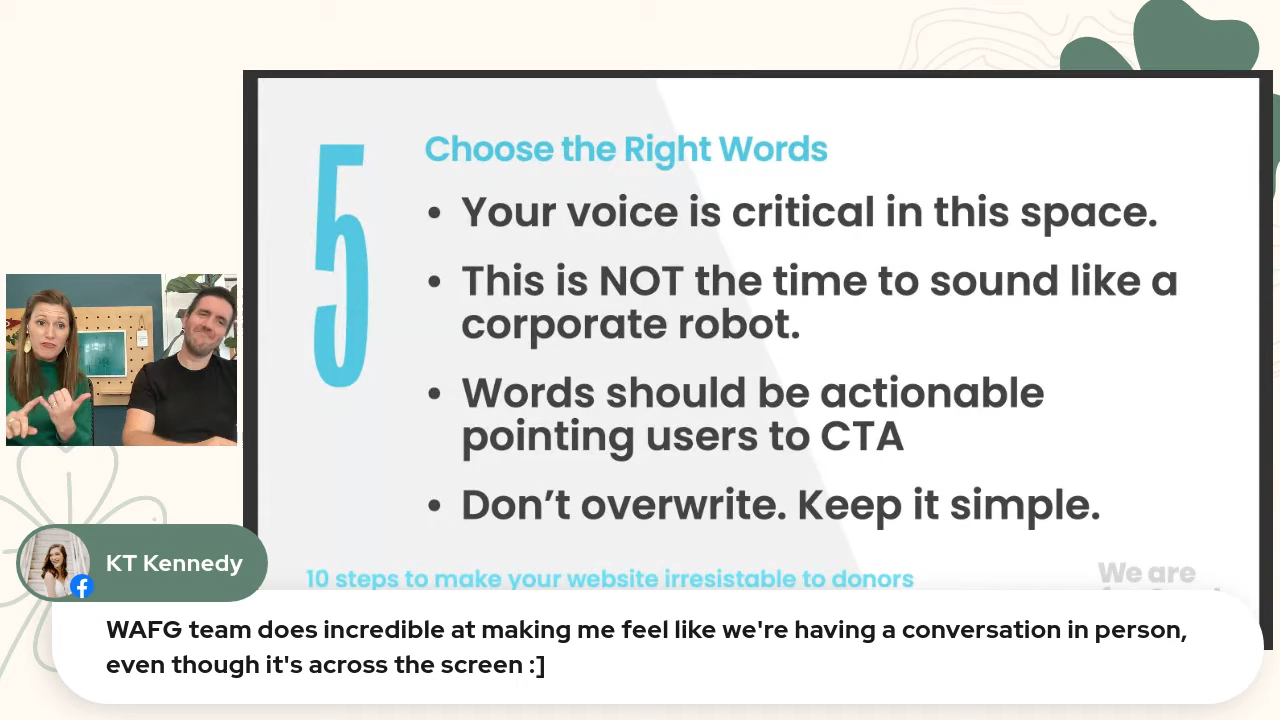 5
Choose the Right Words
• Your voice is critical in this space.
• This is NOT the time to sound like a
corporate robot.
• Words should be actionable
pointing users to CTA
• Don’t overwrite. Keep it simple.
10 steps to make your website irresistable to donors
We are
KT Kennedy
WAFG team does incredible at making me feel like we're having a conversation in person,
even though it's across the screen :]